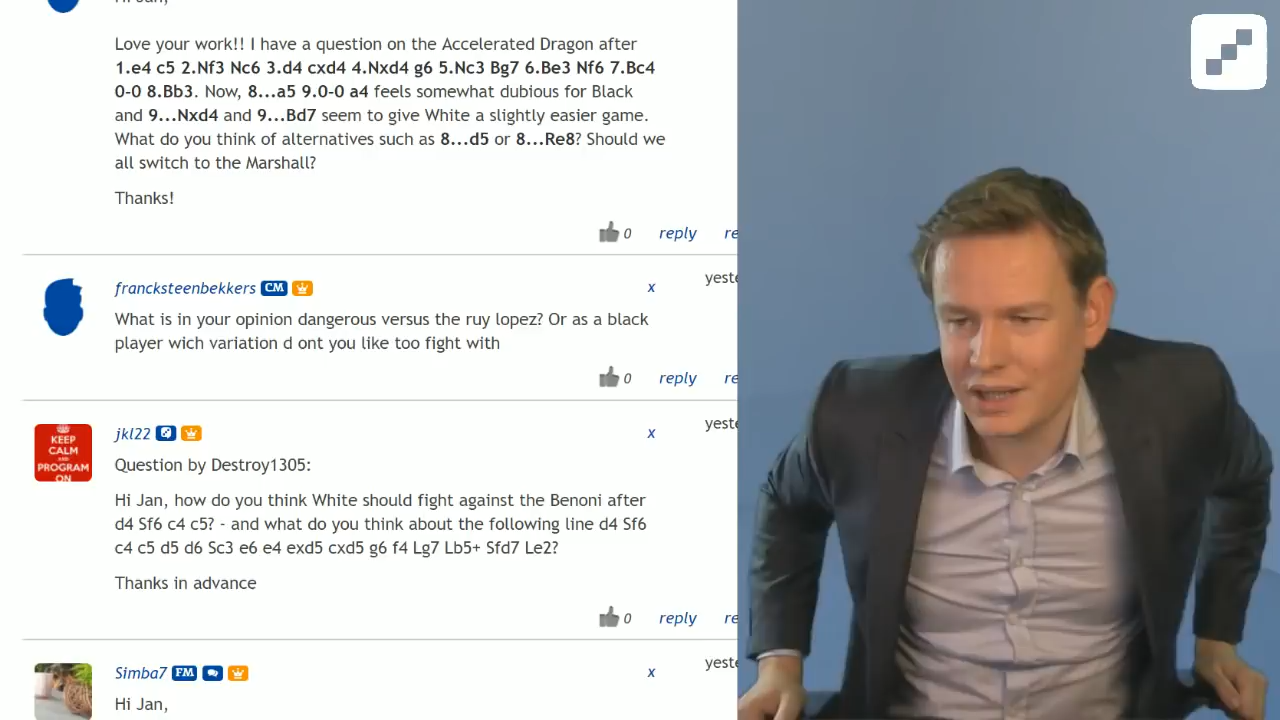 Hi Jan,
Love your work!! I have a question on the Accelerated Dragon after
1.e4 c5 2.Nf3 Nc6 3.d4 cxd4 4.Nxd4 g6 5.Nc3 Bg7 6.Be3 Nf6 7.Bc4
0-0 8.Bb3. Now, 8...a5 9.0-0 a4 feels somewhat dubious for Black
and 9...Nxd4 and 9...Bd7 seem to give White a slightly easier game.
What do you think of alternatives such as 8...d5 or 8...Re8? Should we
all switch to the Marshall?
Thanks!
0 reply re
francksteenbekkers CM x yeste
What is in your opinion dangerous versus the ruy lopez? Or as a black
player wich variation d ont you like too fight with
0 reply re
jkl22 x yeste
KEEP
CALM
AND
PROGRAM
ON
Question by Destroy1305:
Hi Jan, how do you think White should fight against the Benoni after
d4 Sf6 c4 c5? - and what do you think about the following line d4 Sf6
c4 c5 d5 d6 Sc3 e6 e4 exd5 cxd5 g6 f4 Lg7 Lb5+ Sfd7 Le2?
Thanks in advance
0 reply re
Simba7 FM x yeste
Hi Jan,